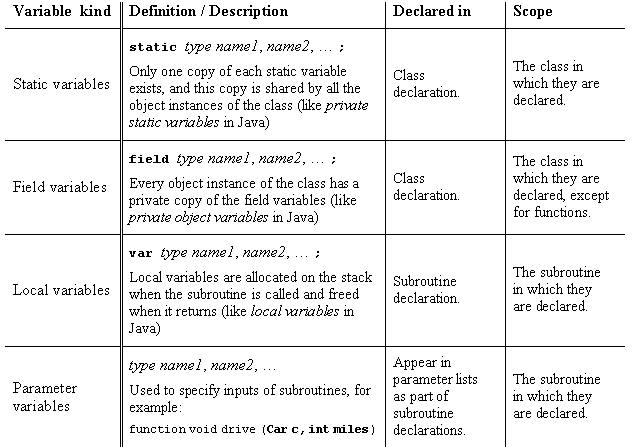 Variable kind Definition / Description Declared in Scope
Static variables
static type name1, name2, ... ;
Only one copy of each static variable
exists, and this copy is shared by all the
object instances of the class (like private
static variables in Java)
Class
declaration.
The class in
which they are
declared.
Field variables
field type name1, name2, ... ;
Every object instance of the class has a
private copy of the field variables (like
private object variables in Java)
Class
declaration.
The class in
which they are
declared, except
for functions.
Local variables
var type name1, name2, ... ;
Local variables are allocated on the stack
when the subroutine is called and freed
when it returns (like local variables in
Java)
Subroutine
declaration.
The subroutine
in which they
are declared.
Parameter
variables
type name1, name2, ...
Used to specify inputs of subroutines, for
example:
function void drive (Car c, int miles)
Appear in
parameter lists
as part of
subroutine
declarations.
The subroutine
in which they
are declared.